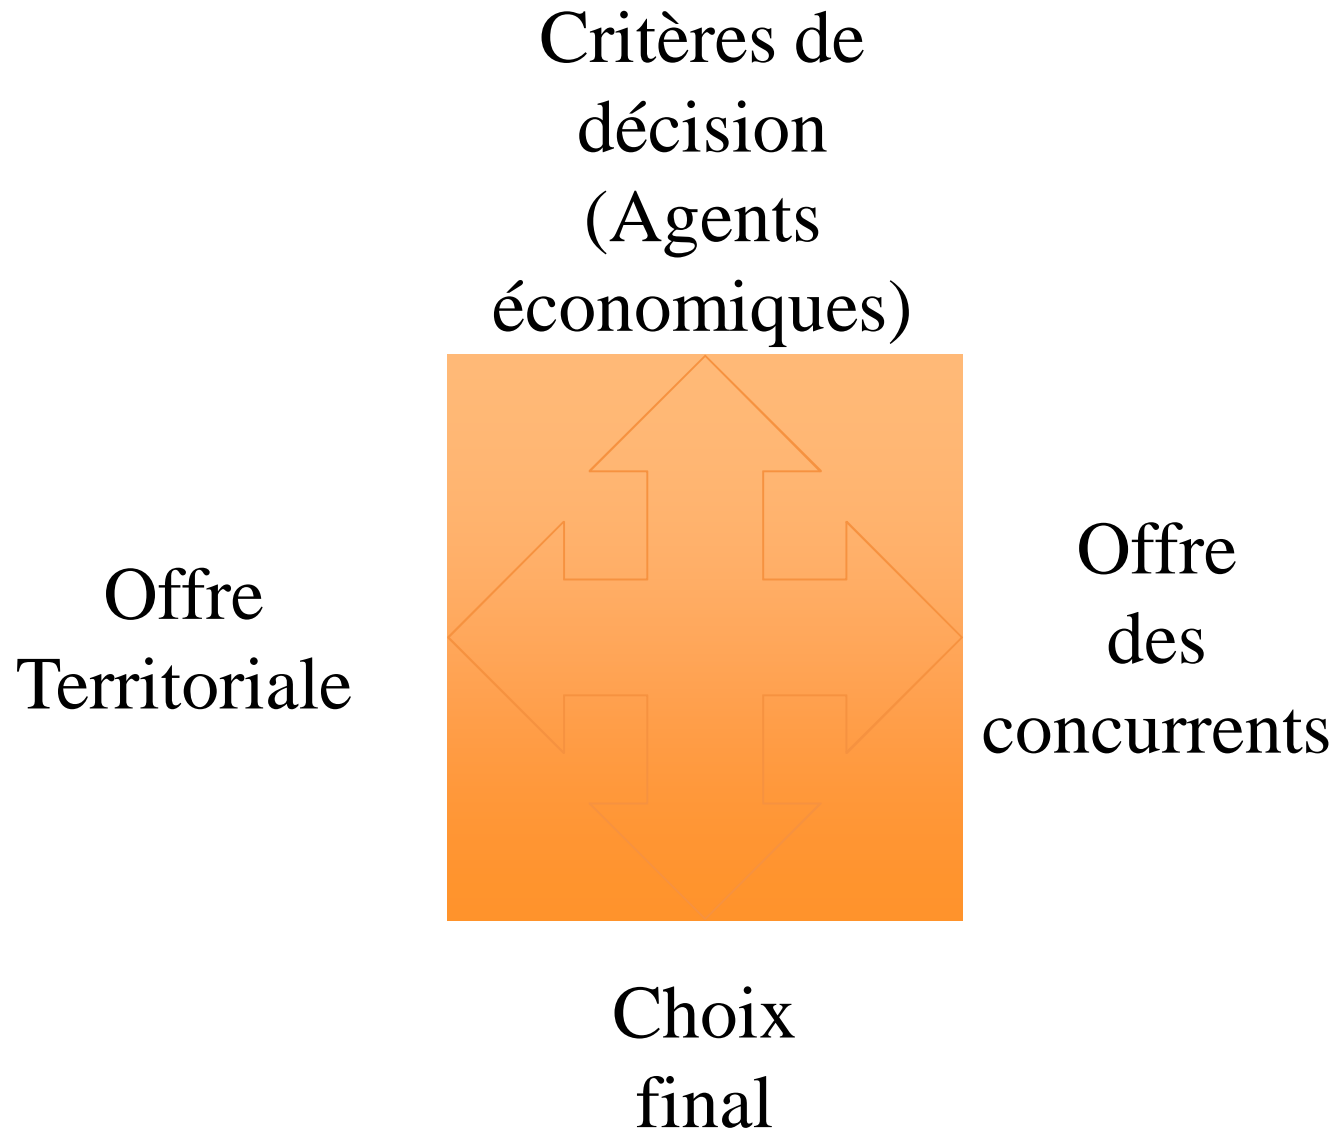 Critères de
décision
(Agents
économiques)
Offre
Territoriale
Offre
des
concurrents
Choix
final